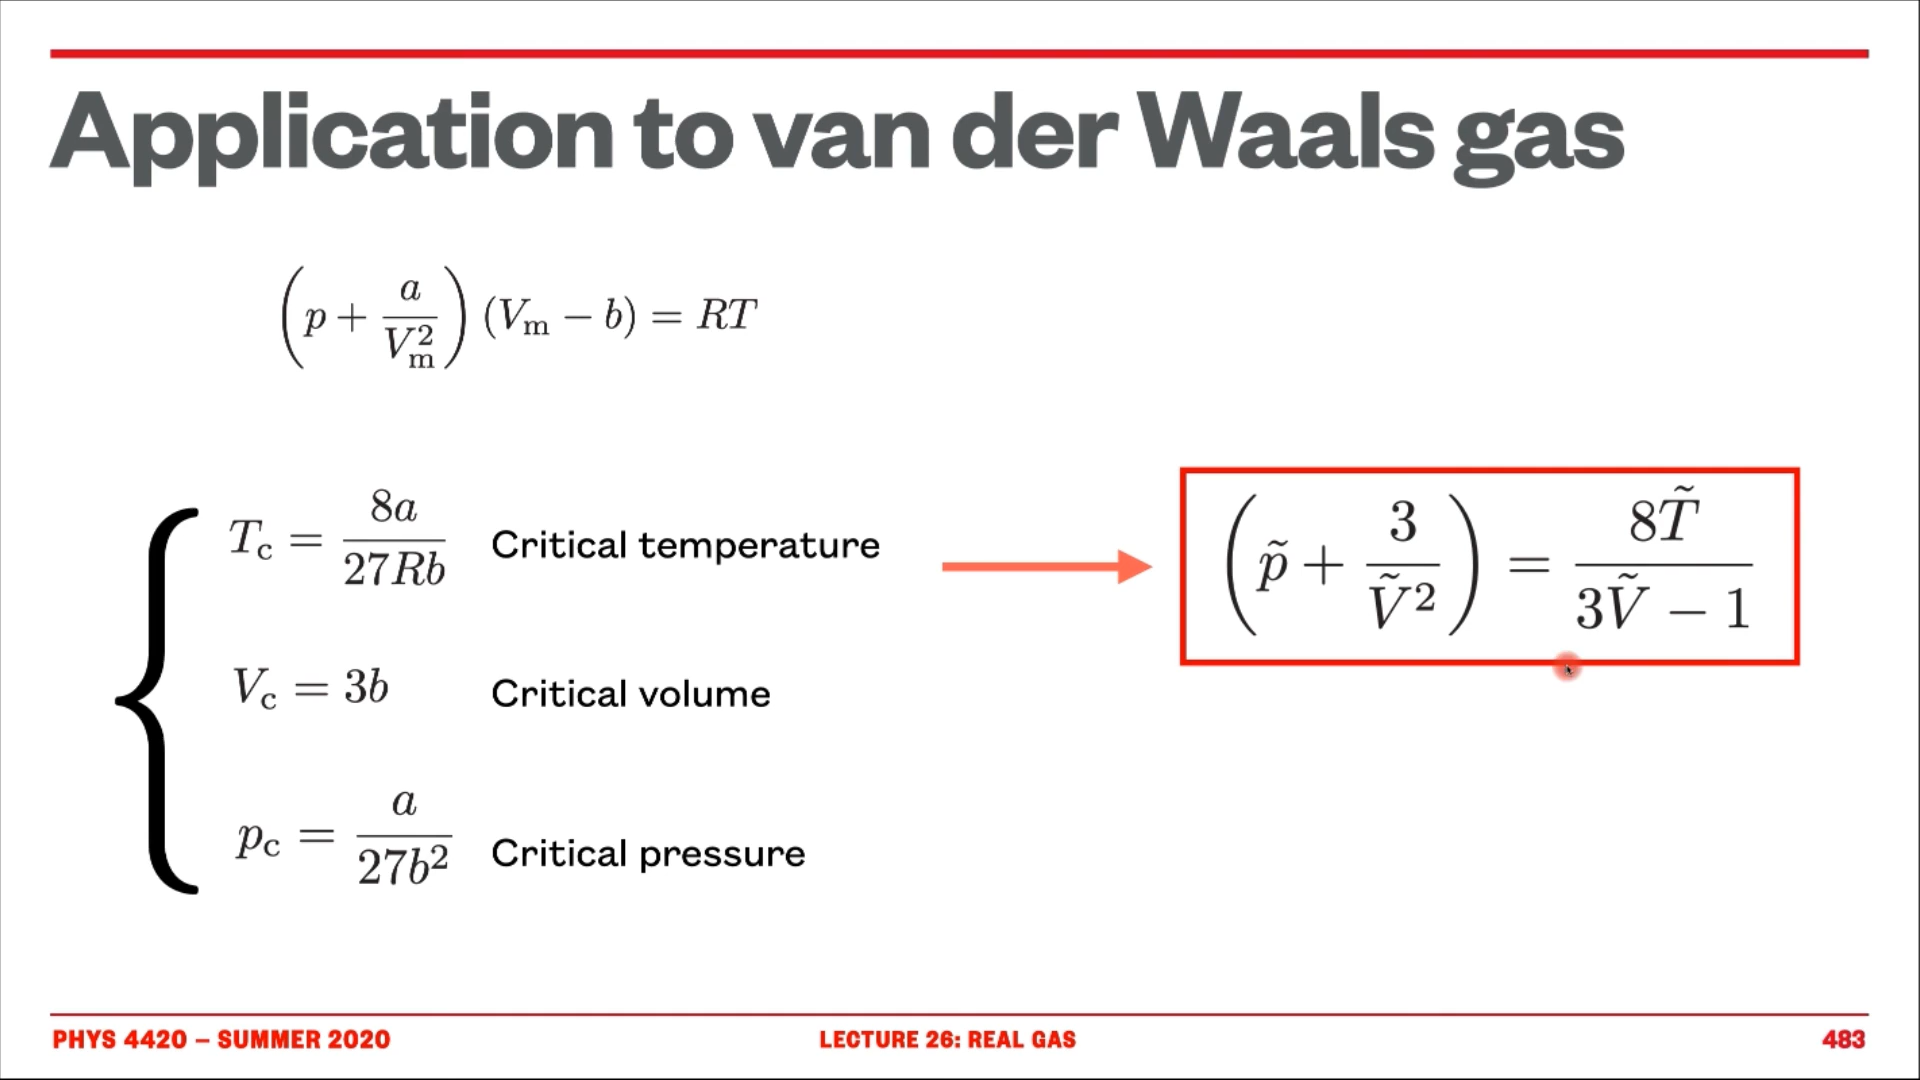 Application to van der Waals gas
(p + a/V_m^2) (V_m − b) = RT
T_c = 8a/27Rb Critical temperature
(p̃ + 3/Ṽ^2) = 8T̃/(3Ṽ − 1)
V_c = 3b Critical volume
p_c = a/27b^2 Critical pressure
PHYS 4420 – SUMMER 2020 LECTURE 26: REAL GAS 483